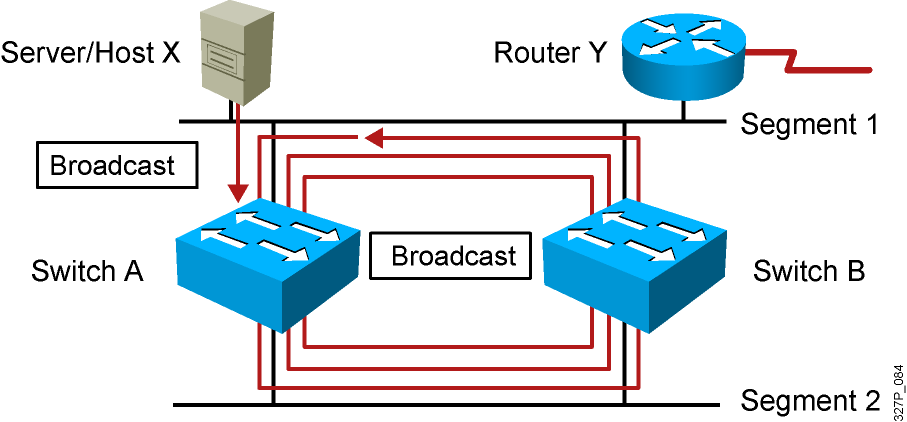 Server/Host X
Router Y
Segment 1
Broadcast
Broadcast
Switch A
Switch B
Segment 2
327P_084